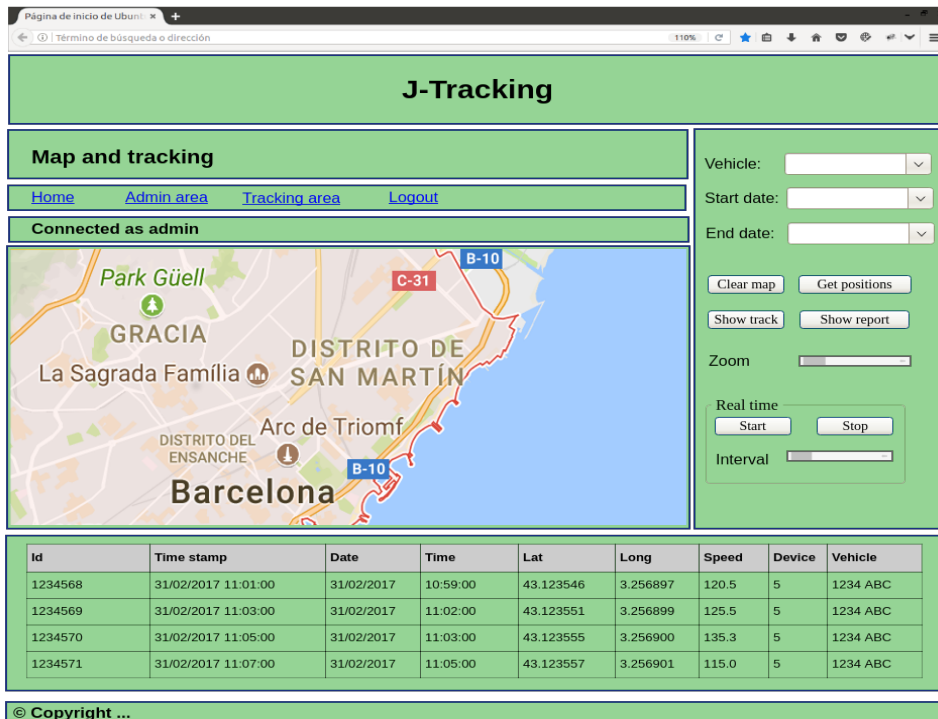 Página de inicio de Ubunt
Término de búsqueda o dirección
110%
J-Tracking
Map and tracking
Home Admin area Tracking area Logout
Connected as admin
Vehicle:
Start date:
End date:
Clear map Get positions
Show track Show report
Zoom
Real time
Start Stop
Interval
B-10
Park Güell
C-31
GRACIA
DISTRITO DE
SAN MARTÍN
La Sagrada Família
Arc de Triomf
DISTRITO DEL
ENSANCHE
B-10
Barcelona
Id Time stamp Date Time Lat Long Speed Device Vehicle
1234568 31/02/2017 11:01:00 31/02/2017 10:59:00 43.123546 3.256897 120.5 5 1234 ABC
1234569 31/02/2017 11:03:00 31/02/2017 11:02:00 43.123551 3.256899 125.5 5 1234 ABC
1234570 31/02/2017 11:05:00 31/02/2017 11:03:00 43.123555 3.256900 135.3 5 1234 ABC
1234571 31/02/2017 11:07:00 31/02/2017 11:05:00 43.123557 3.256901 115.0 5 1234 ABC
© Copyright ...